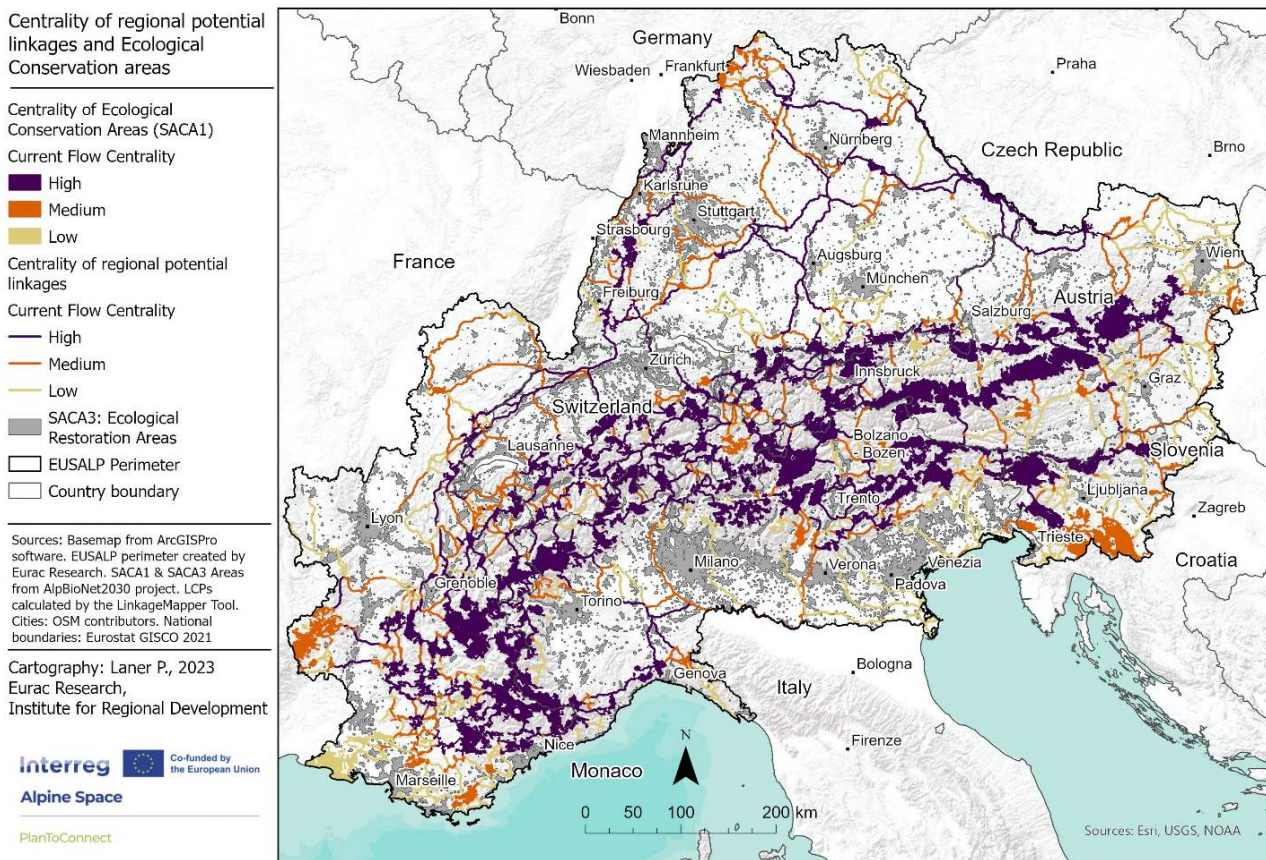 Centrality of regional potential
linkages and Ecological
Conservation areas
Centrality of Ecological
Conservation Areas (SACA1)
Current Flow Centrality
High
Medium
Low
Centrality of regional potential
linkages
Current Flow Centrality
High
Medium
Low
SACA3: Ecological
Restoration Areas
EUSALP Perimeter
Country boundary
Sources: Basemap from ArcGISPro
software. EUSALP perimeter created by
Eurac Research. SACA1 & SACA3 Areas
from AlpBioNet2030 project. LCPs
calculated by the LinkageMapper Tool.
Cities: OSM contributors. National
boundaries: Eurostat GISCO 2021
Cartography: Laner P., 2023
Eurac Research,
Institute for Regional Development
Interreg
Co-funded by
the European Union
Alpine Space
PlanToConnect
Bonn
Germany
Wiesbaden
Frankfurt
Praha
Mannheim
Nürnberg
Czech Republic
Brno
Karlsruhe
Stuttgart
Strasbourg
France
Augsburg
München
Wien
Freiburg
Salzburg
Austria
Zürich
Innsbruck
Graz
Switzerland
Lausanne
Bolzano
- Bozen
Slovenia
Trento
Ljubljana
Lyon
Zagreb
Trieste
Croatia
Milano
Verona
Venezia
Padova
Grenoble
Torino
Bologna
Genova
Italy
Nice
Firenze
Monaco
Marseille
N
0 50 100 200 km
Sources: Esri, USGS, NOAA